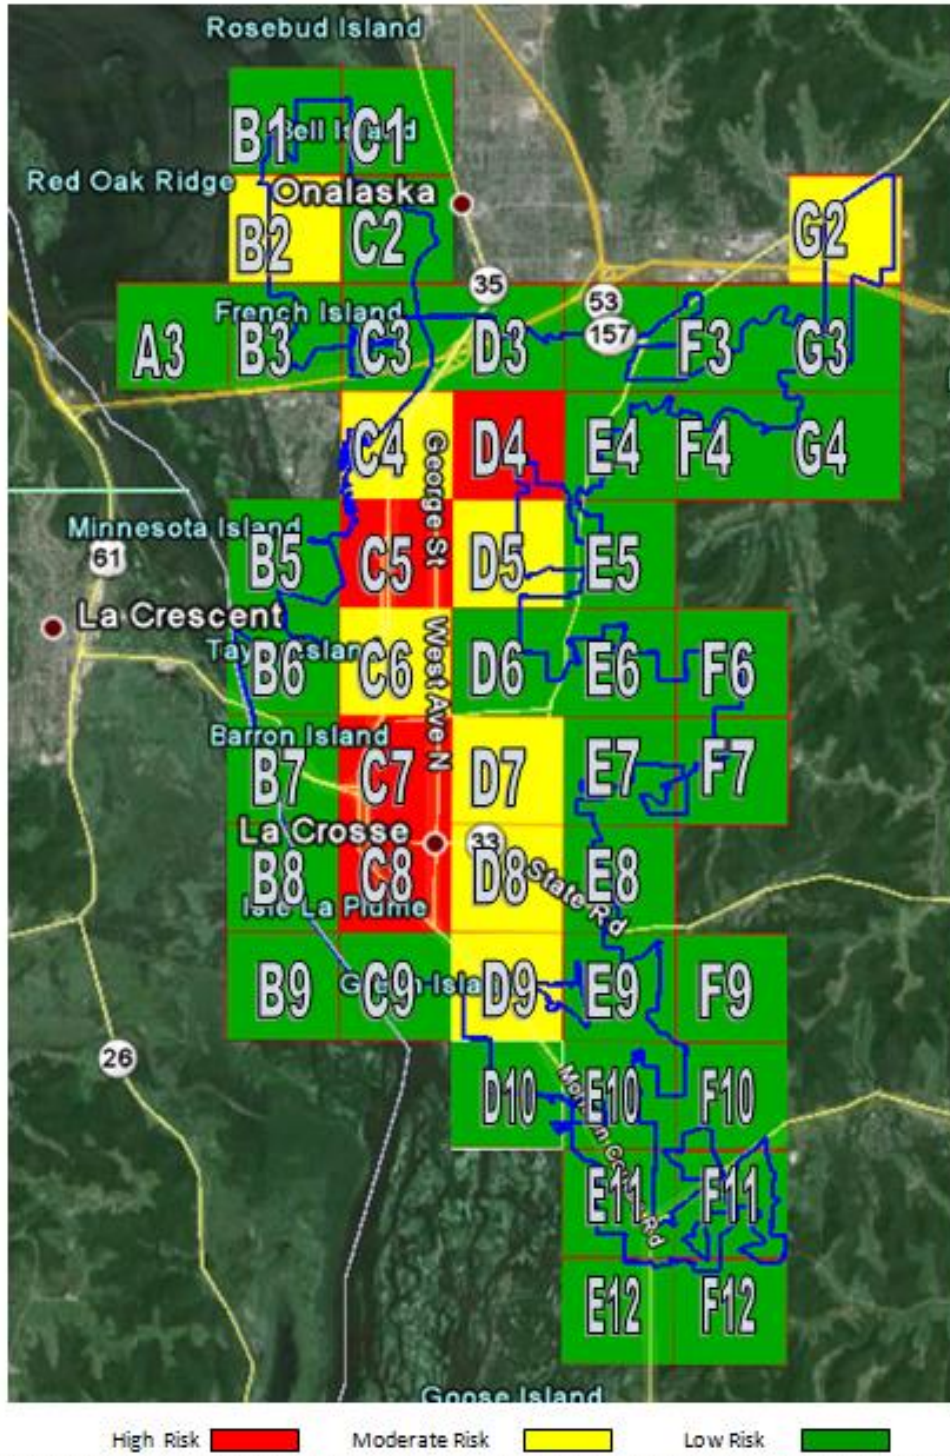 Rosebud Island
B1
C1
Bell Island
Red Oak Ridge
Onalaska
B2
C2
G2
35
53
French Island
157
A3
B3
C3
D3
F3
G3
C4
D4
E4
F4
G4
George St
Minnesota Island
61
B5
C5
D5
E5
La Crescent
B6
C6
D6
E6
F6
West Ave N
Barron Island
B7
C7
D7
E7
F7
La Crosse
33
B8
C8
D8
State Rd
E8
Isle La Plume
B9
C9
D9
E9
F9
26
D10
E10
F10
E11
F11
Rd
E12
F12
Goose Island
High Risk
Moderate Risk
Low Risk